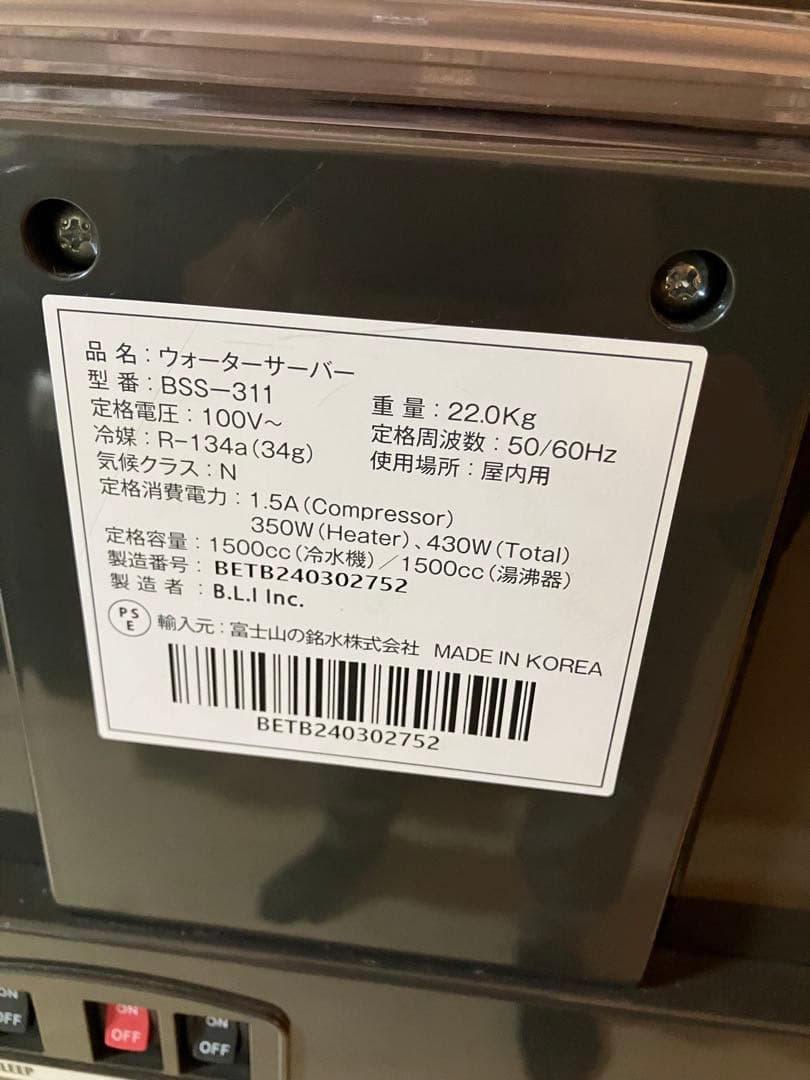 品 名：ウォーターサーバー
型 番：BSS-311
重 量：22.0Kg
定格電圧：100V～
定格周波数：50/60Hz
冷媒：R-134a(34g)
使用場所：屋内用
気候クラス：N
定格消費電力：1.5A(Compressor)
350W(Heater)、430W(Total)
定格容量：1500cc(冷水機)／1500cc(湯沸器)
製造番号：BETB240302752
製 造 者：B.L.I Inc.
PS
E
輸入元：富士山の銘水株式会社 MADE IN KOREA
BETB240302752
ON ON ON
OFF OFF OFF